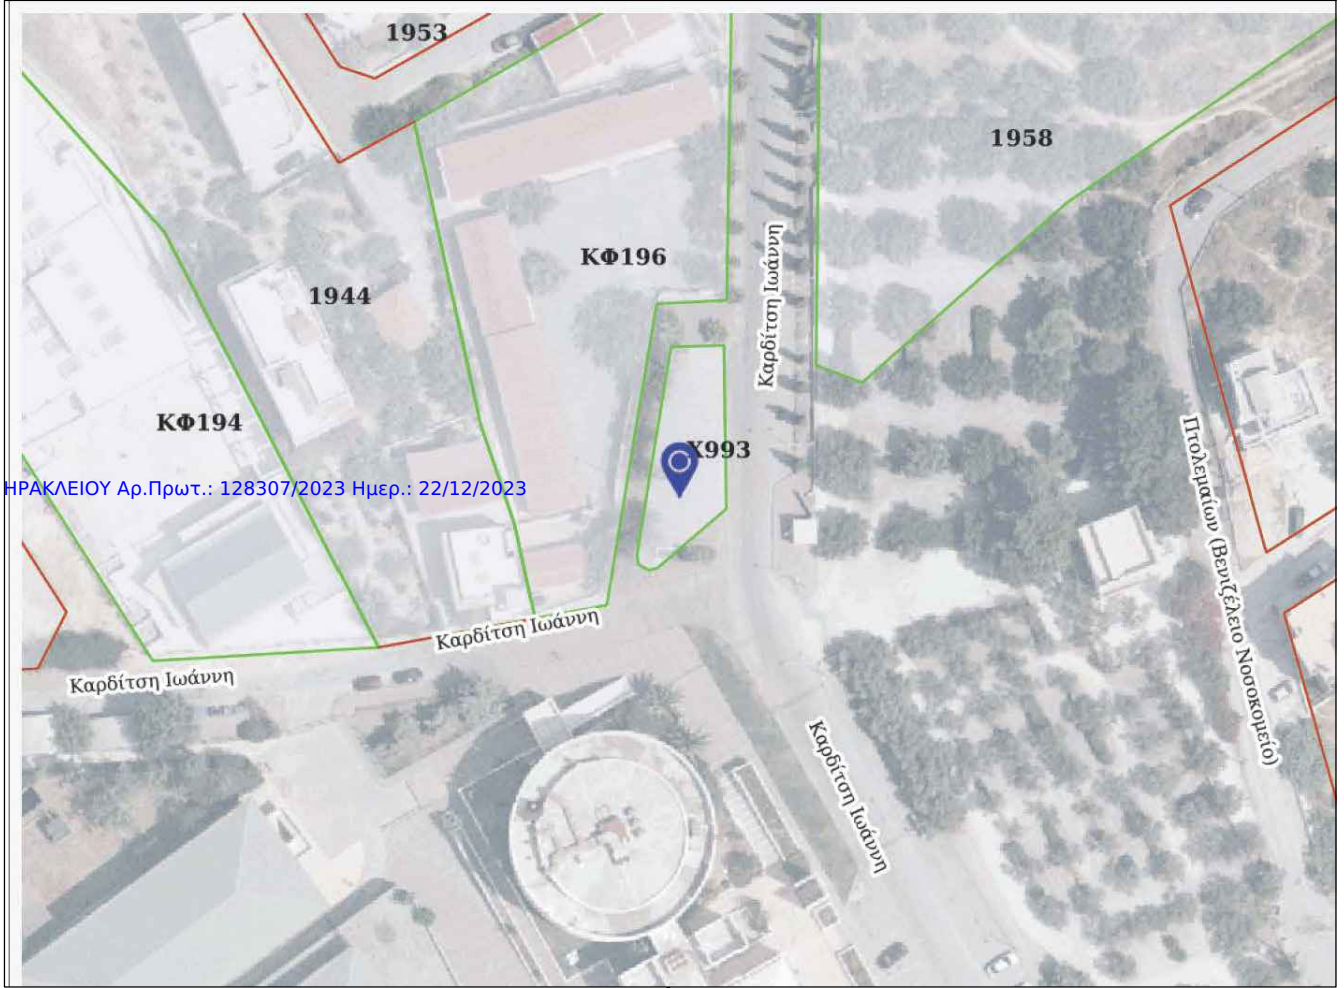 1953
1958
ΚΦ196
1944
Καρδίτση Ιωάννη
ΚΦ194
Χ993
ΗΡΑΚΛΕΙΟΥ Αρ.Πρωτ.: 128307/2023 Ημερ.: 22/12/2023
Πτολεμαίων (Βενιζέλειο Νοσοκομείο)
Καρδίτση Ιωάννη
Καρδίτση Ιωάννη
Καρδίτση Ιωάννη